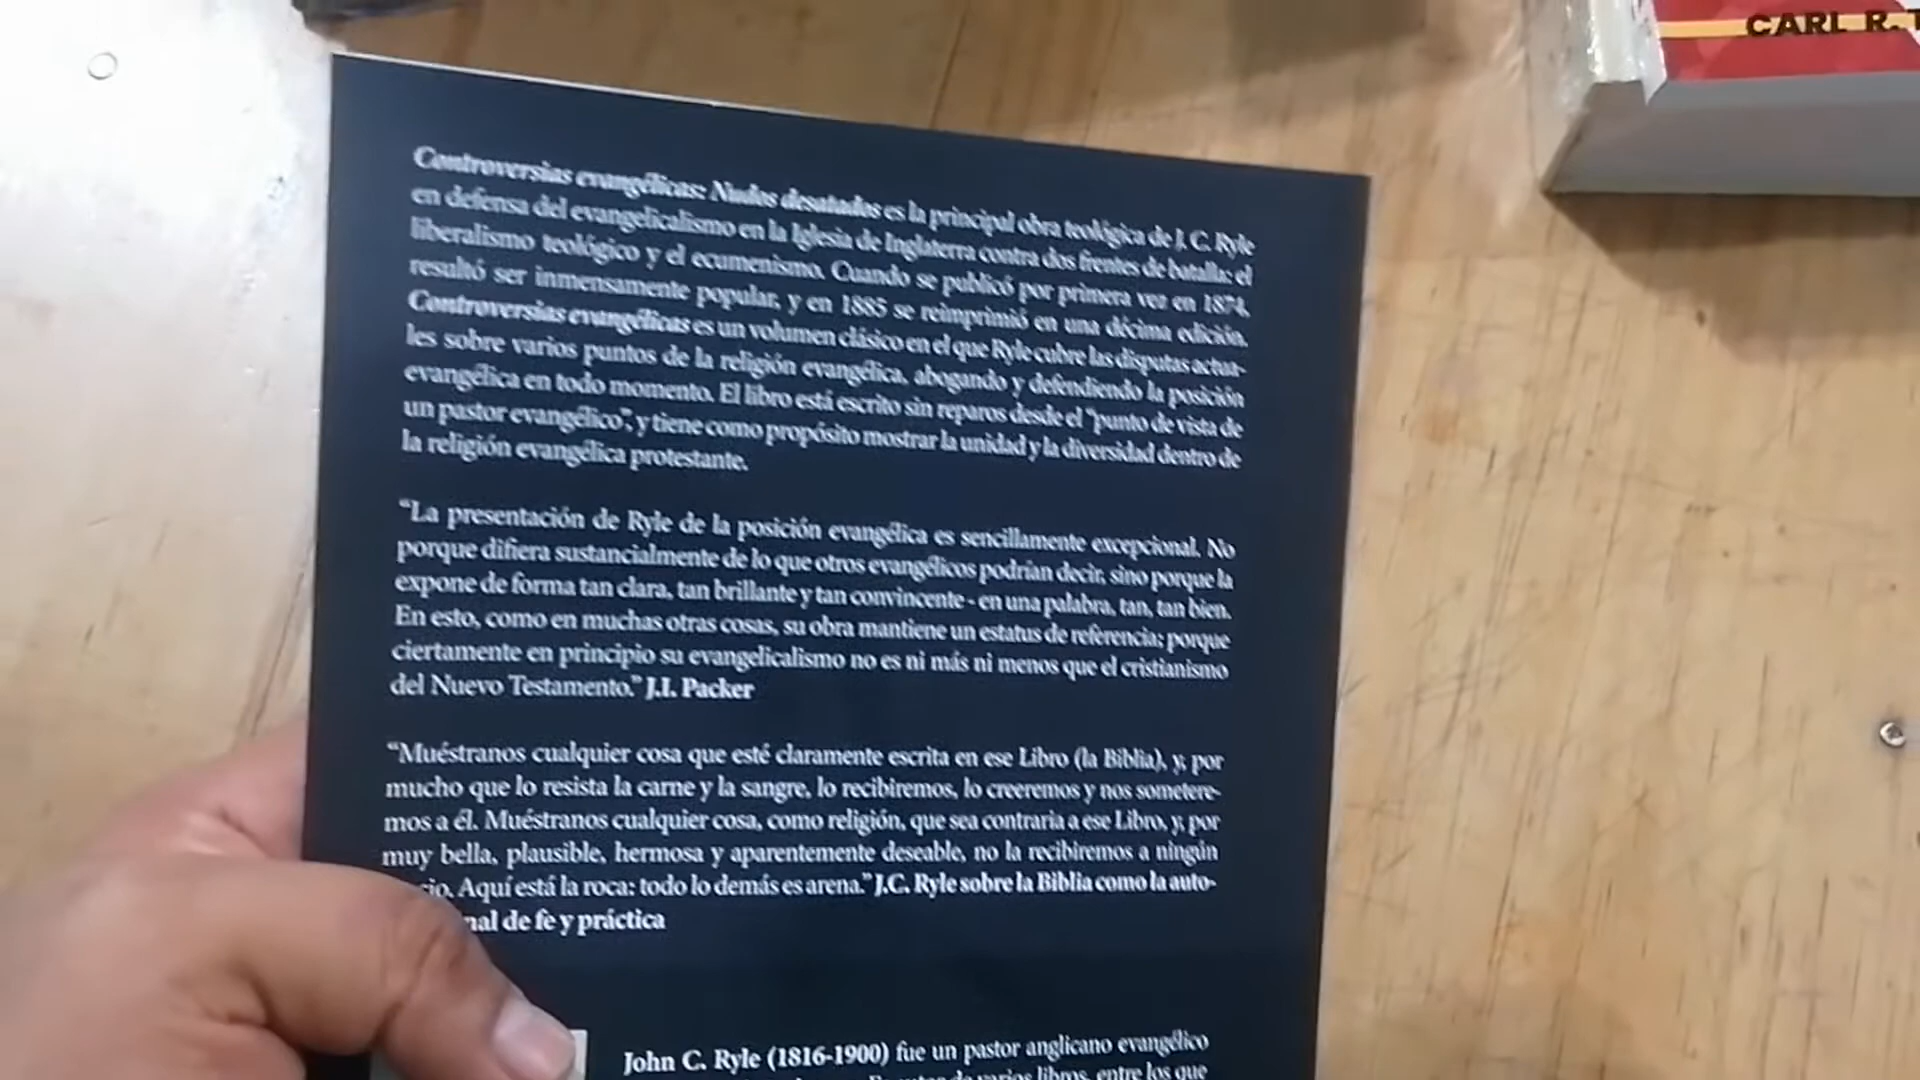 CARL R.
Controversias evangélicas: Nudos desatados es la principal obra teológica de J. C. Ryle
en defensa del evangelicalismo en la Iglesia de Inglaterra contra dos frentes de batalla: el
liberalismo teológico y el ecumenismo. Cuando se publicó por primera vez en 1874,
resultó ser inmensamente popular, y en 1885 se reimprimió en una décima edición.
Controversias evangélicas es un volumen clásico en el que Ryle cubre las disputas actua-
les sobre varios puntos de la religión evangélica, abogando y defendiendo la posición
evangélica en todo momento. El libro está escrito sin reparos desde el "punto de vista de
un pastor evangélico", y tiene como propósito mostrar la unidad y la diversidad dentro de
la religión evangélica protestante.
“La presentación de Ryle de la posición evangélica es sencillamente excepcional. No
porque difiera sustancialmente de lo que otros evangélicos podrían decir, sino porque la
expone de forma tan clara, tan brillante y tan convincente - en una palabra, tan, tan bien.
En esto, como en muchas otras cosas, su obra mantiene un estatus de referencia; porque
ciertamente en principio su evangelicalismo no es ni más ni menos que el cristianismo
del Nuevo Testamento.” J.I. Packer
“Muéstranos cualquier cosa que esté claramente escrita en ese Libro (la Biblia), y, por
mucho que lo resista la carne y la sangre, lo recibiremos, lo creeremos y nos somete-
mos a él. Muéstranos cualquier cosa, como religión, que sea contraria a ese Libro, y, por
muy bella, plausible, hermosa y aparentemente deseable, no la recibiremos a ningún
cio. Aquí está la roca: todo lo demás es arena.” J.C. Ryle sobre la Biblia como la auto-
nal de fe y práctica
John C. Ryle (1816-1900) fue un pastor anglicano evangélico
de varios libros, entre los que